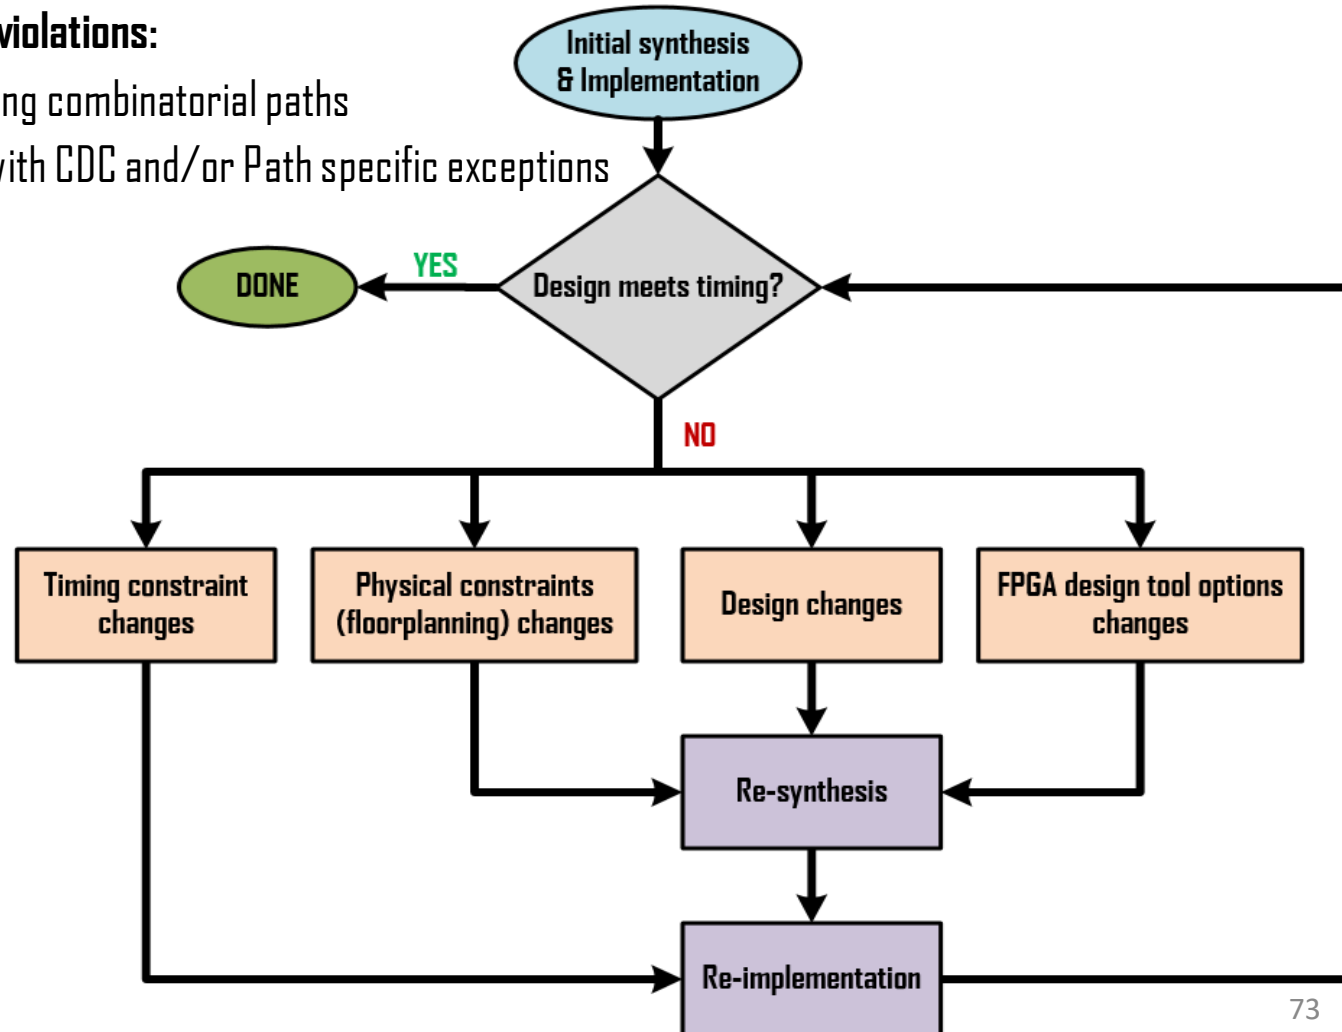 violations:
ng combinatorial paths
with CDC and/or Path specific exceptions
Initial synthesis
& Implementation
Design meets timing?
YES
DONE
NO
Timing constraint
changes
Physical constraints
(floorplanning) changes
Design changes
FPGA design tool options
changes
Re-synthesis
Re-implementation
73